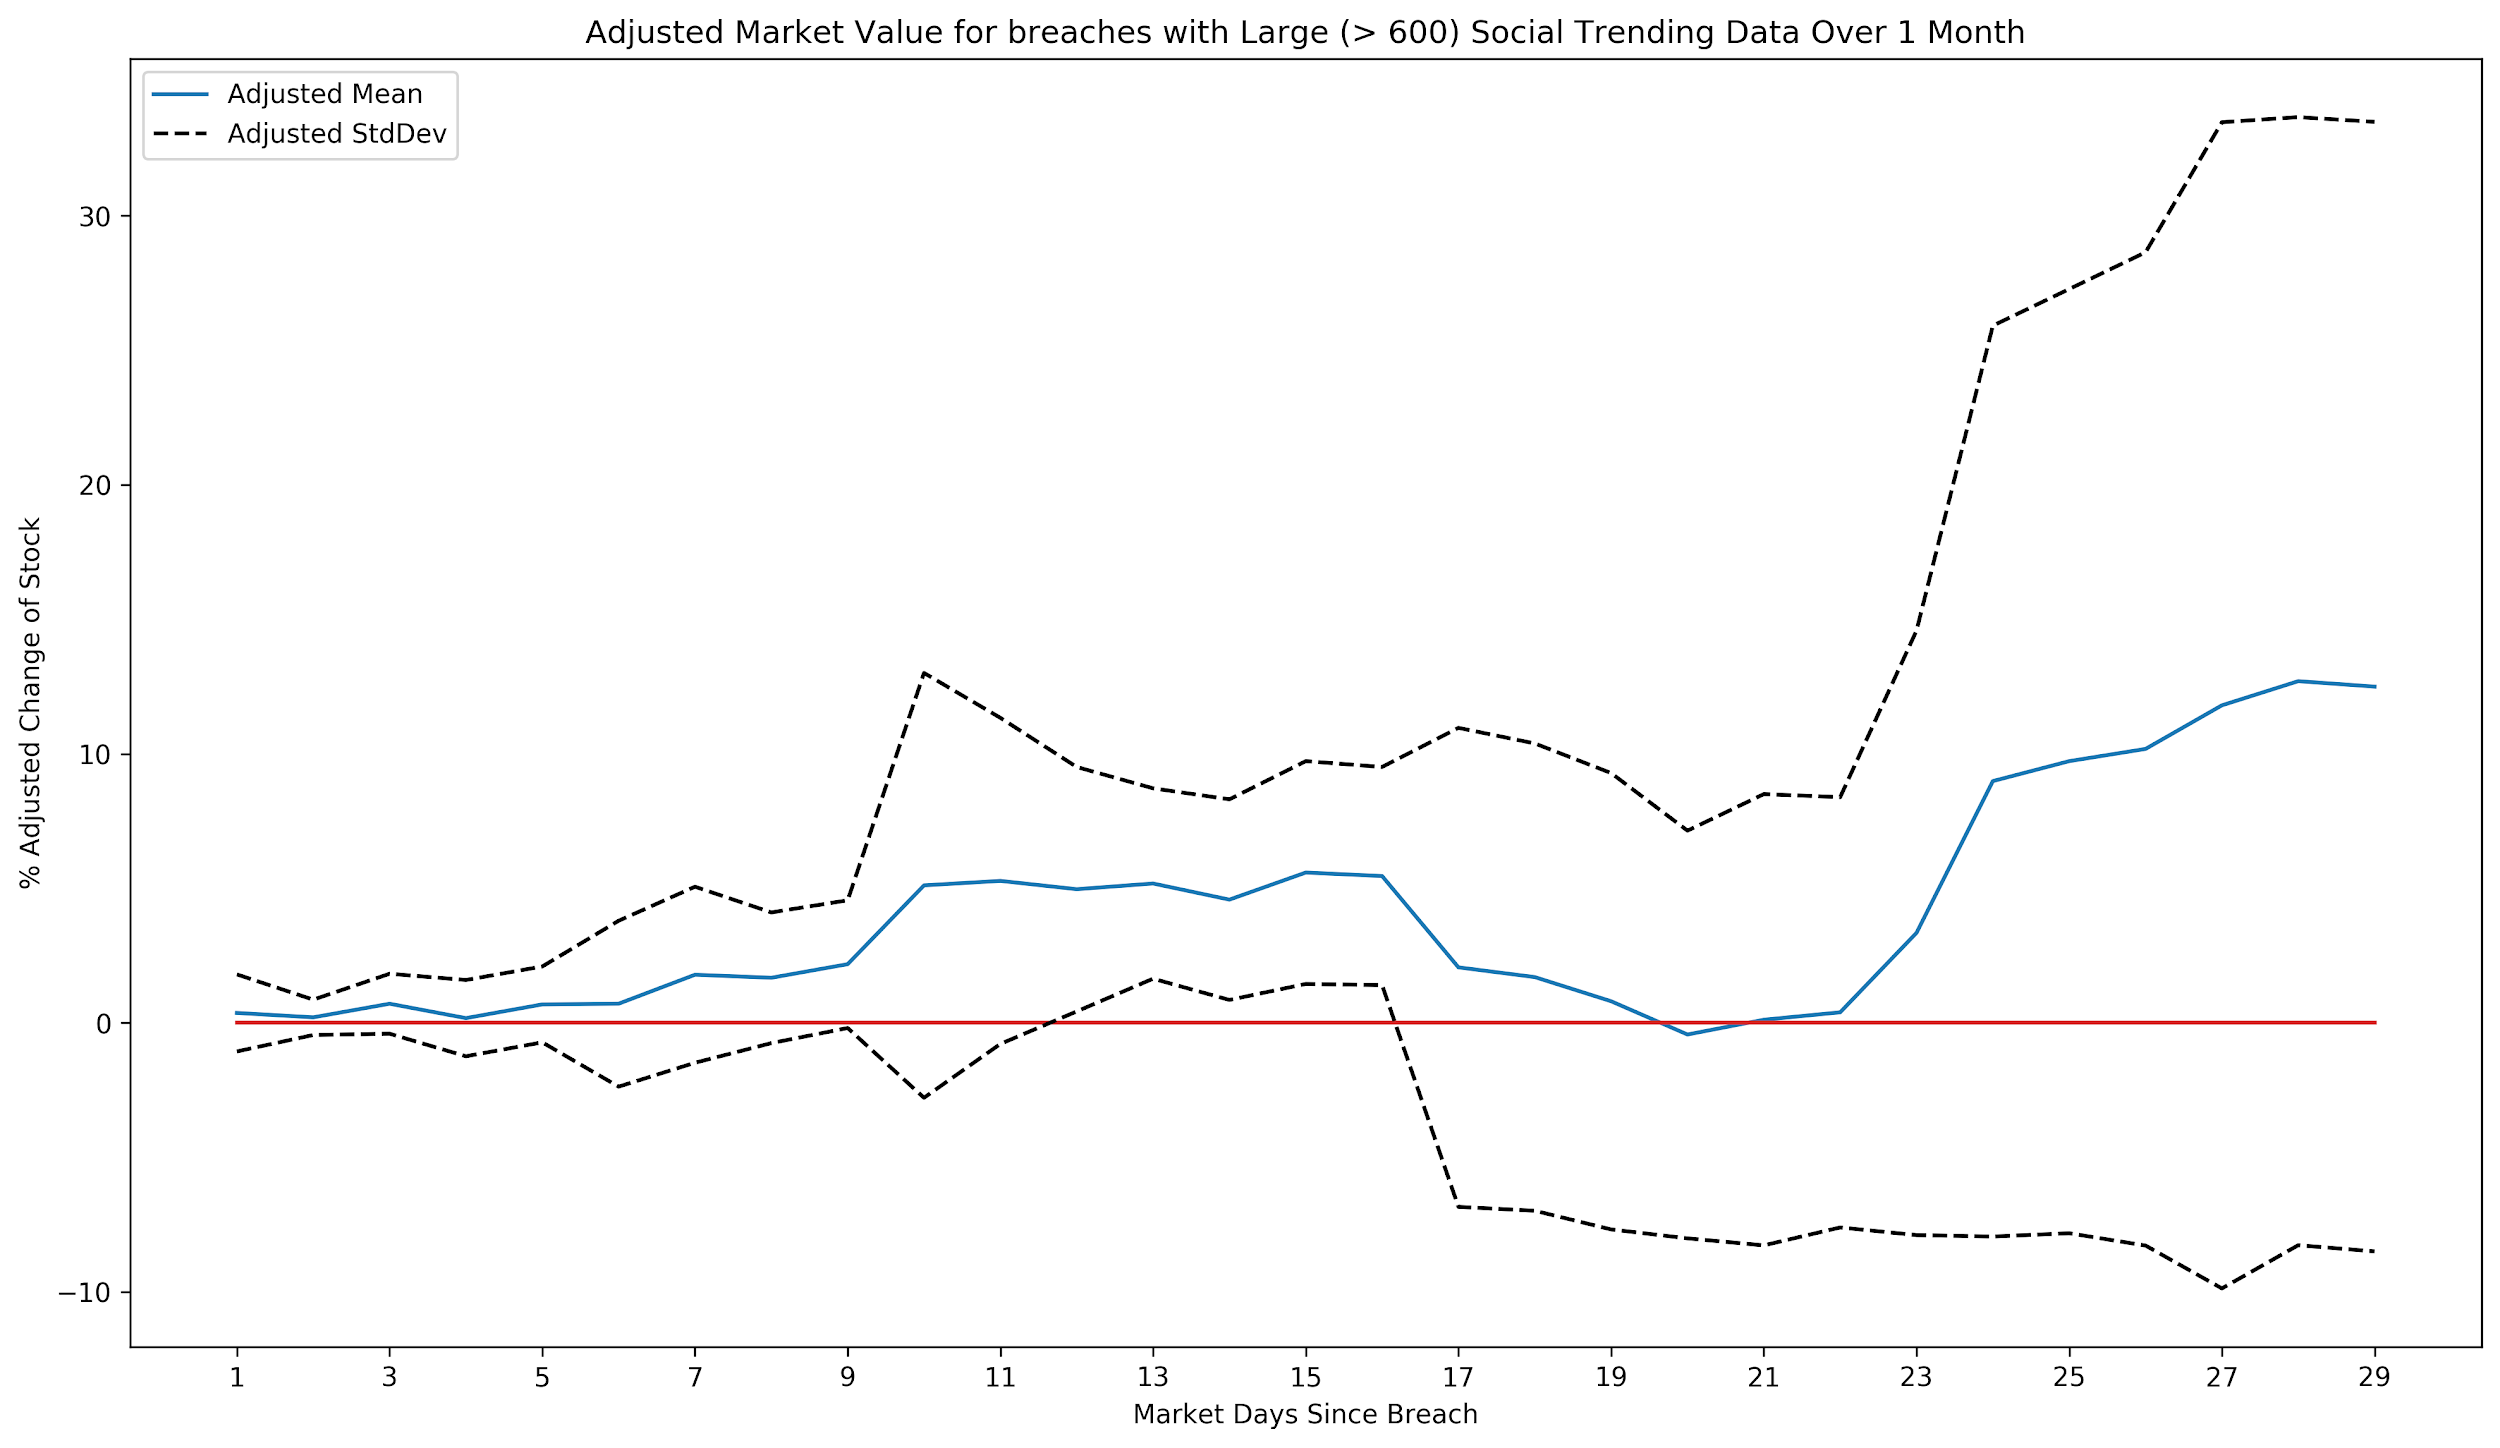 Adjusted Market Value for breaches with Large (> 600) Social Trending Data Over 1 Month
Adjusted Mean
Adjusted StdDev
% Adjusted Change of Stock
30
20
10
0
−10
1 3 5 7 9 11 13 15 17 19 21 23 25 27 29
Market Days Since Breach